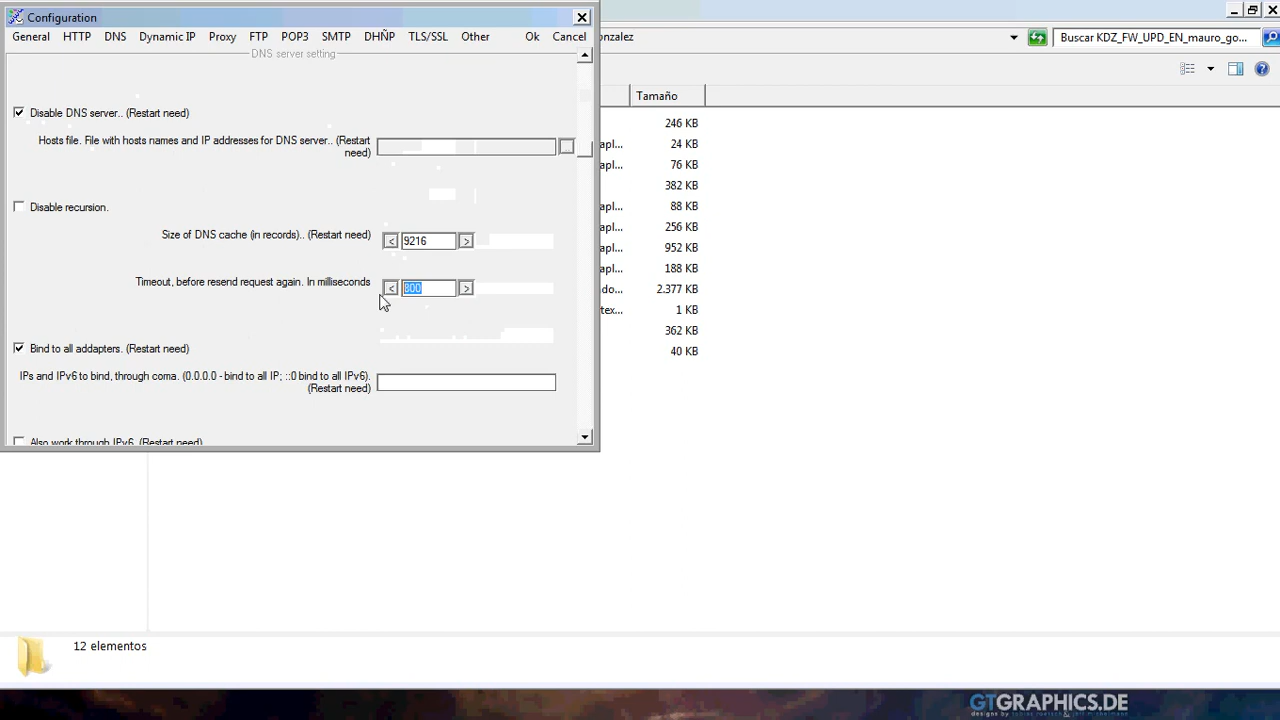 Configuration
General HTTP DNS Dynamic IP Proxy FTP POP3 SMTP DHÑP TLS/SSL Other Ok Cancel
DNS server setting
Disable DNS server.. (Restart need)
Hosts file. File with hosts names and IP addresses for DNS server.. (Restart
need)
...
Disable recursion.
Size of DNS cache (in records).. (Restart need)
< 9216 >
Timeout, before resend request again. In milliseconds
< 800 >
Bind to all addapters. (Restart need)
IPs and IPv6 to bind, through coma. (0.0.0.0 - bind to all IP; ::0 bind to all IPv6).
(Restart need)
Also work through IPv6. (Restart need)
onzalez
Buscar KDZ_FW_UPD_EN_mauro_go...
Tamaño
246 KB
apl... 24 KB
apl... 76 KB
382 KB
apl... 88 KB
apl... 256 KB
apl... 952 KB
apl... 188 KB
do... 2.377 KB
tex... 1 KB
362 KB
40 KB
12 elementos
GTGRAPHICS.DE